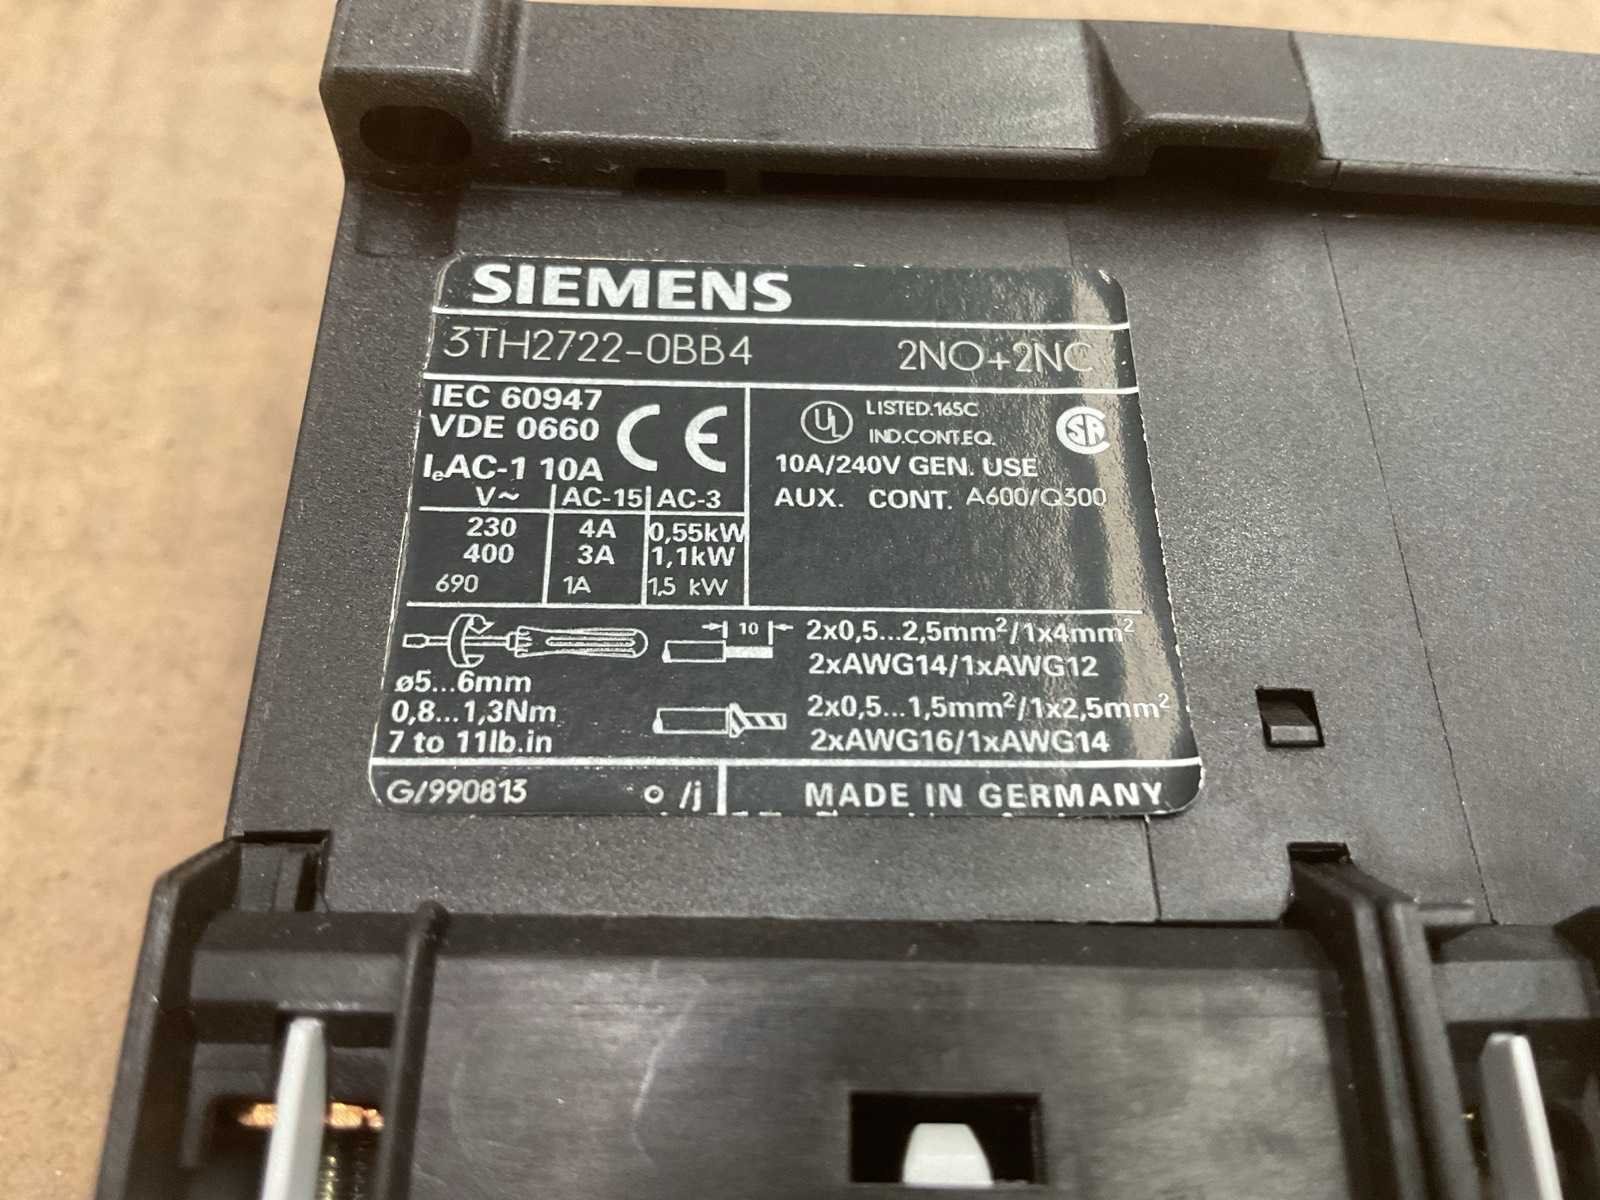 SIEMENS
3TH2722-0BB4 2NO+2NC
IEC 60947
VDE 0660
CE
IeAC-1 10A
V~ AC-15 AC-3
230 4A 0,55kW
400 3A 1,1kW
690 1A 1,5 kW
UL LISTED.165C
IND.CONT.EQ.
SA
10A/240V GEN. USE
AUX. CONT. A600/Q300
ø5...6mm
0,8...1,3Nm
7 to 11lb.in
10
2x0,5...2,5mm²/1x4mm²
2xAWG14/1xAWG12
2x0,5...1,5mm²/1x2,5mm²
2xAWG16/1xAWG14
G/990813 o /j MADE IN GERMANY